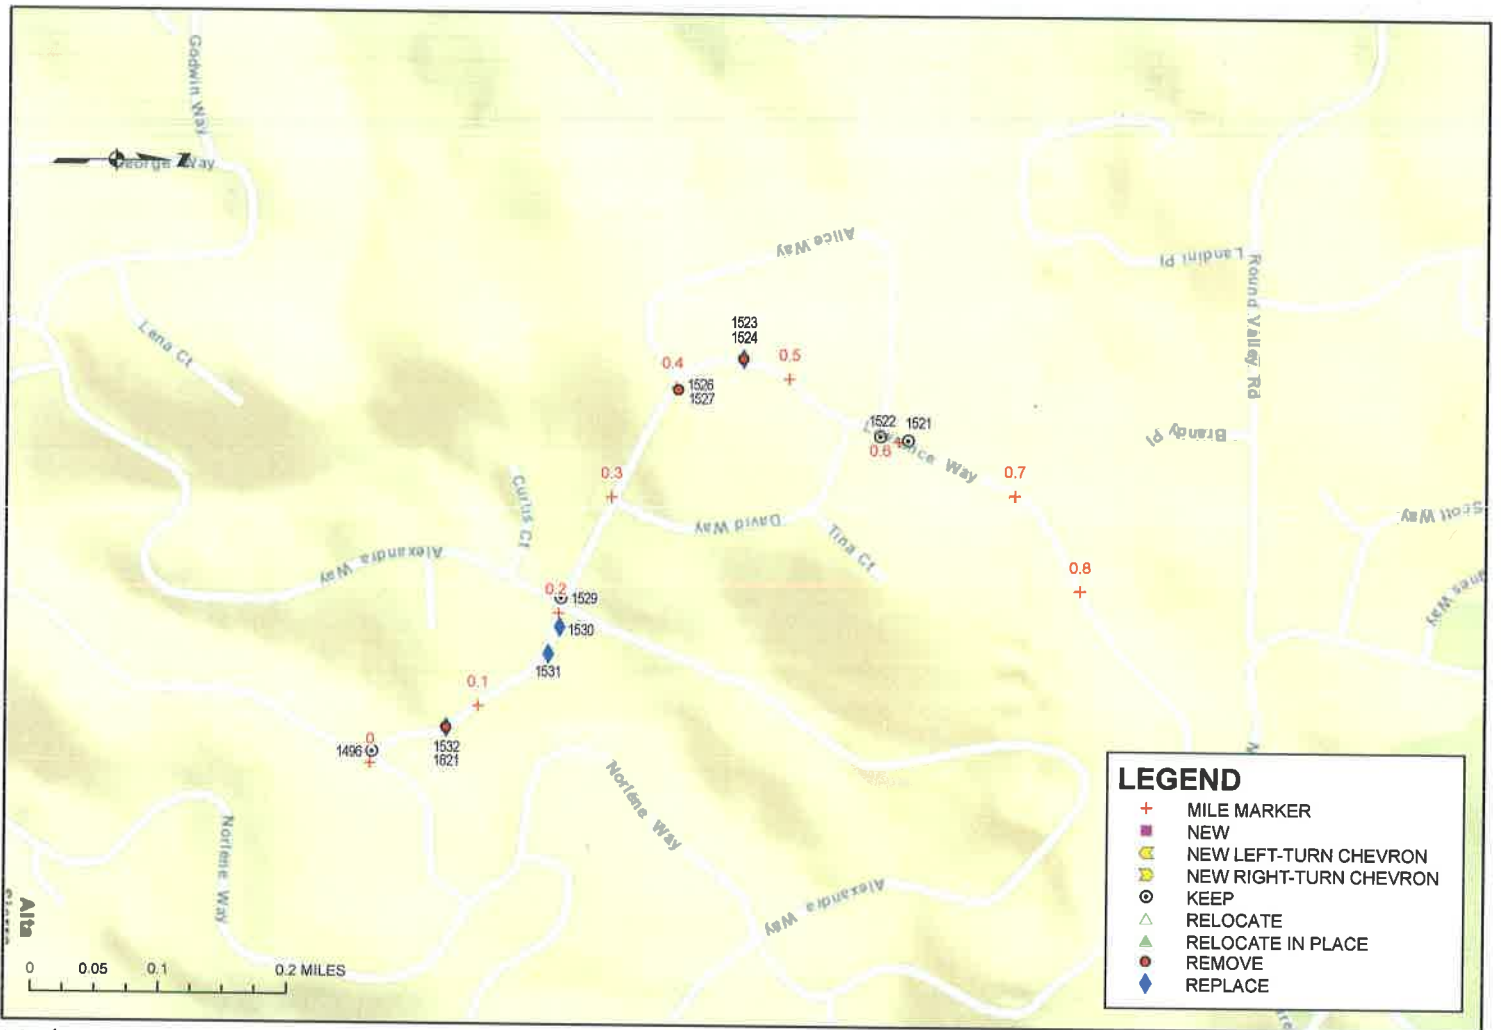 Godwin Way
George Way
Z
Alice Way
Landini Pl
Round Valley Rd
Lena Ct
1523
1524
0.4
0.5
1526
1527
1522
1521
0.6
Way
Brandy Pl
0.3
0.7
Curtis Ct
David Way
Tina Ct
Scott Way
Alexandra Way
0.2
1529
0.8
1530
1531
0.1
0
1496
1532
1621
Norlene Way
Norlene Way
Alexandra Way
Alta
LEGEND
MILE MARKER
NEW
NEW LEFT-TURN CHEVRON
NEW RIGHT-TURN CHEVRON
KEEP
RELOCATE
RELOCATE IN PLACE
REMOVE
REPLACE
0 0.05 0.1 0.2 MILES